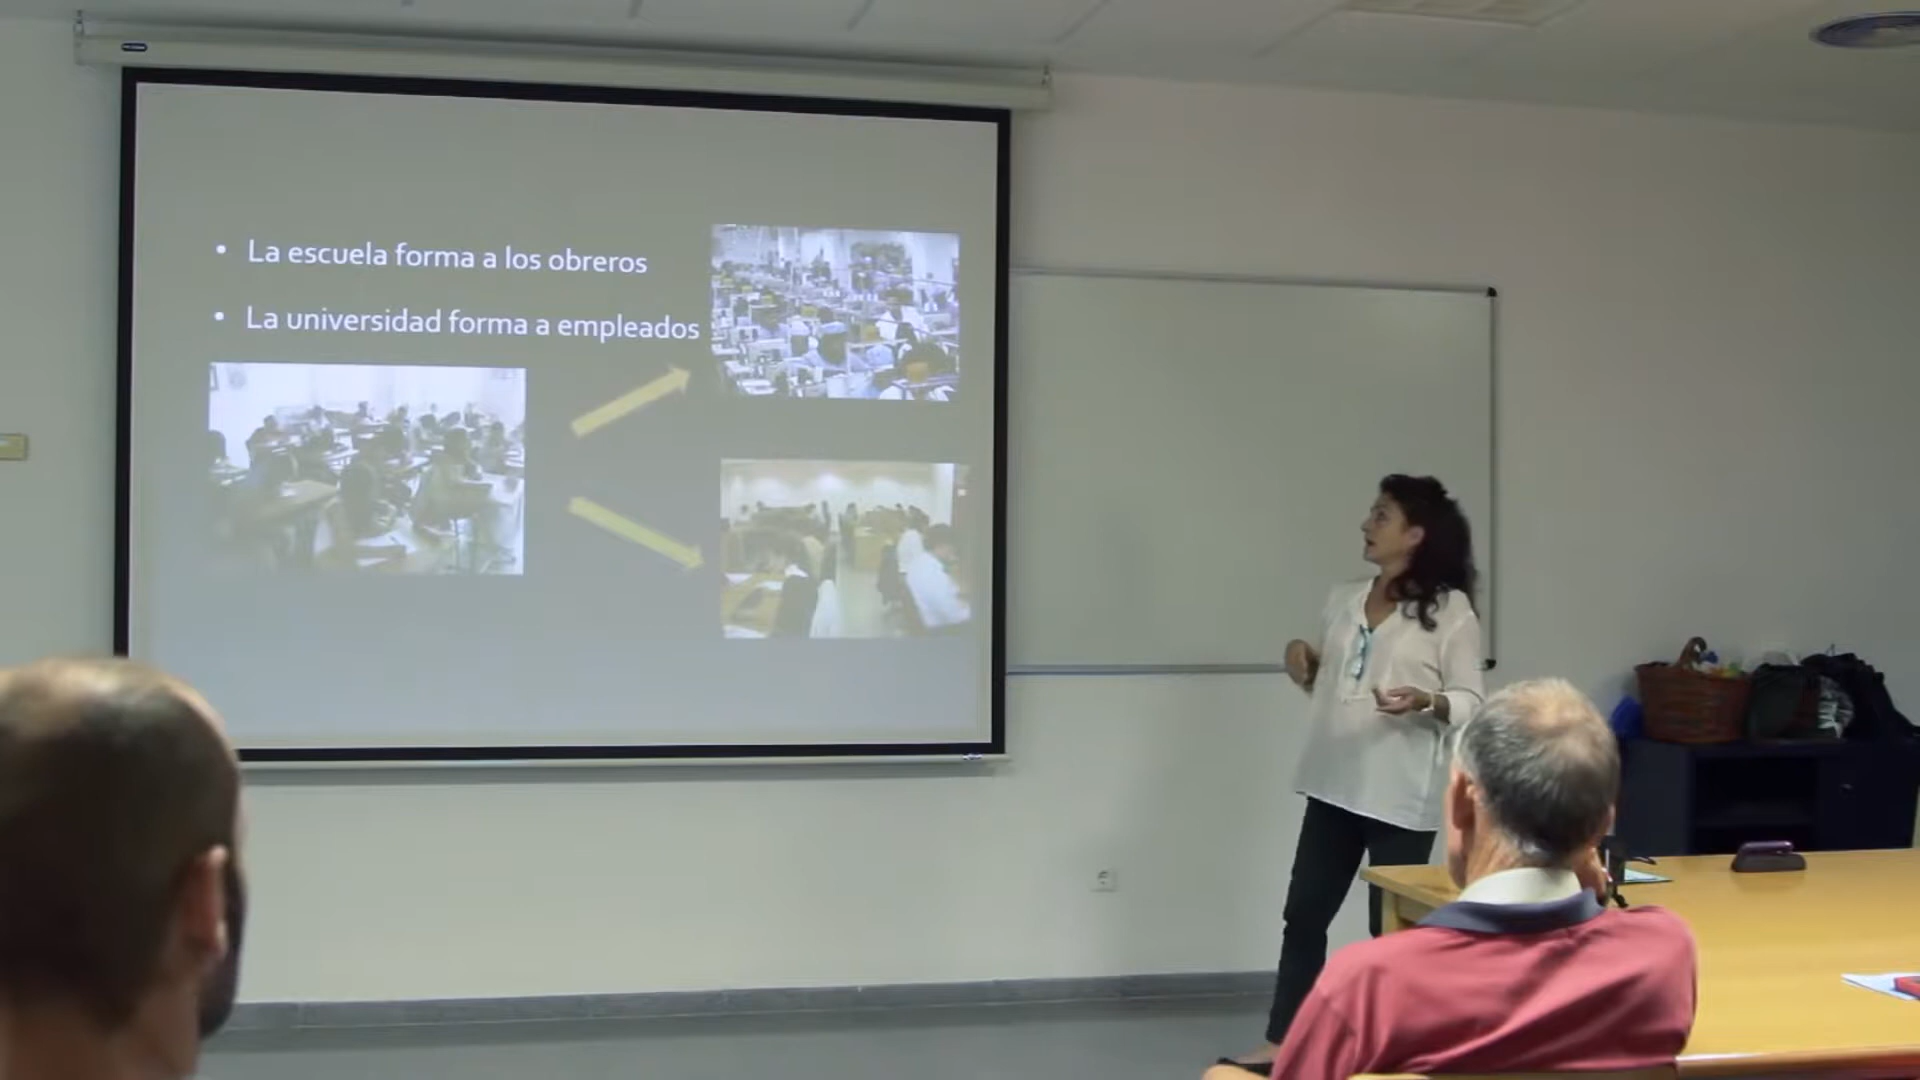 • La escuela forma a los obreros
• La universidad forma a empleados